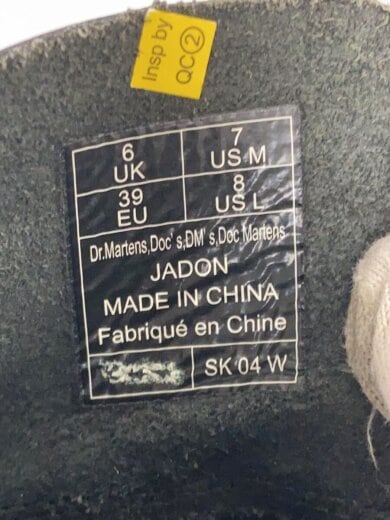 Insp by
QC②
6
UK
7
US M
39
EU
8
US L
Dr.Martens,Doc's,DM's,Doc Martens
JADON
MADE IN CHINA
Fabriqué en Chine
SK 04 W